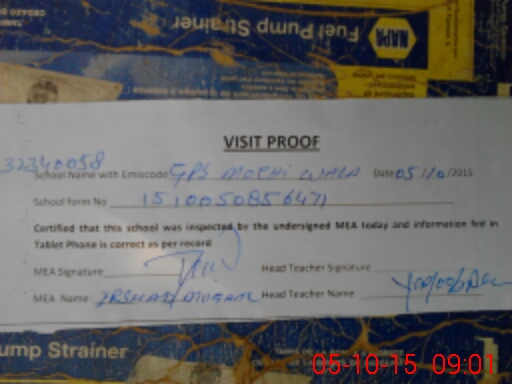 Fuel Pump Strainer
NAPA
VISIT PROOF
32340058
School Name with Emiscode GPS MOCHI WALA Date 05/10/2015
School Form No 1510050856471
Certified that this school was inspected by the undersigned MEA today and information fed in
Tablet Phone is correct as per record
MEA Signature Head Teacher Signature
MEA Name: IRSHAD Head Teacher Name
ump Strainer
05-10-15 09:01